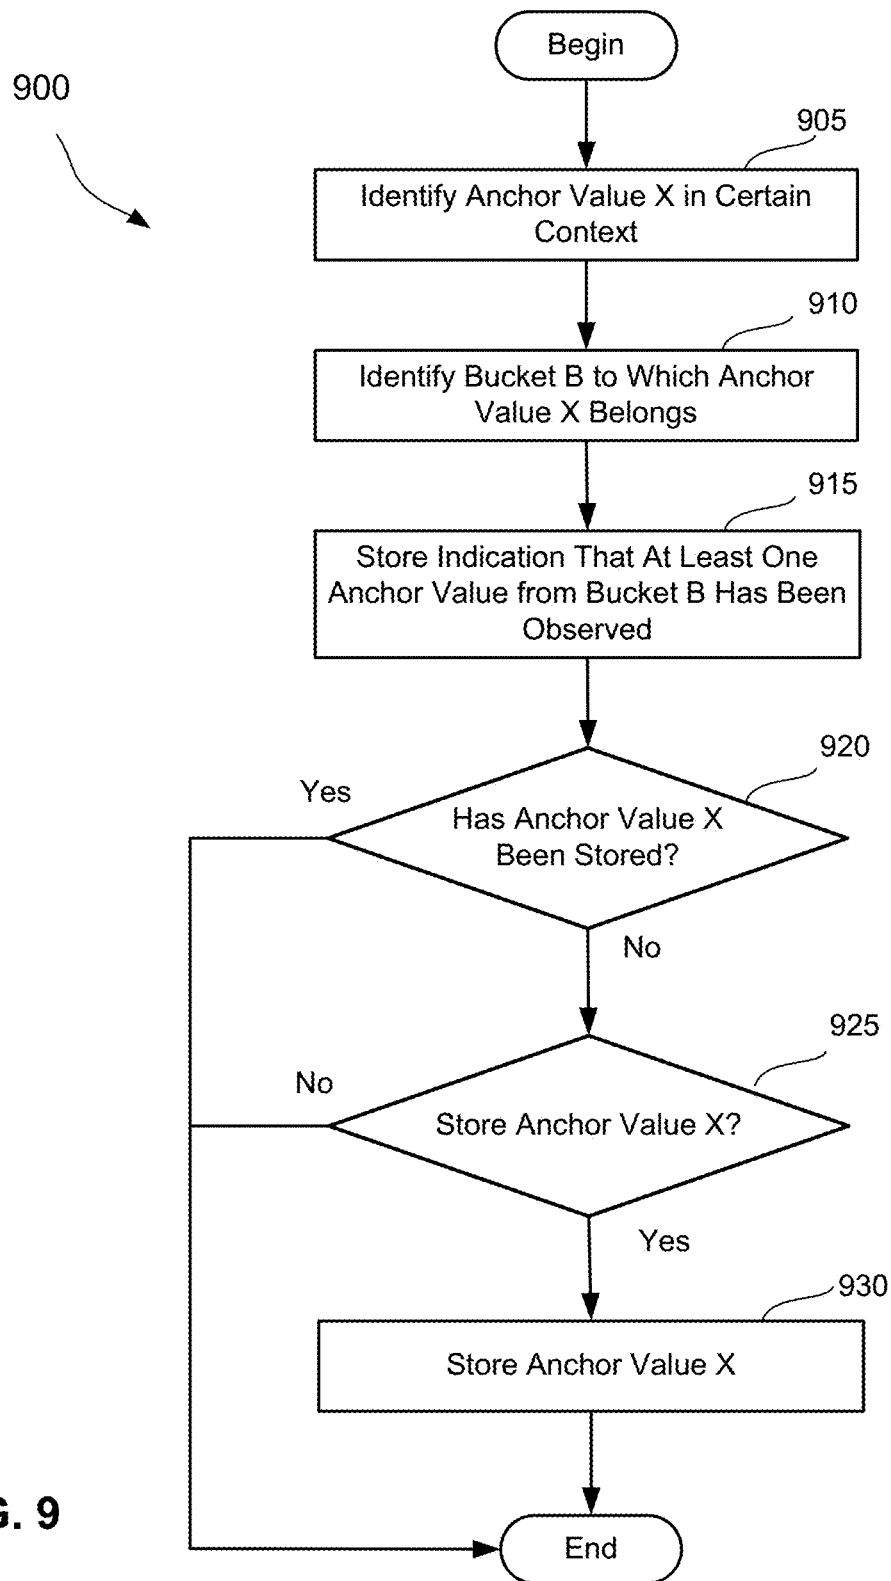 Begin
900
905
Identify Anchor Value X in Certain
Context
910
Identify Bucket B to Which Anchor
Value X Belongs
915
Store Indication That At Least One
Anchor Value from Bucket B Has Been
Observed
920
Yes
Has Anchor Value X
Been Stored?
No
925
No
Store Anchor Value X?
Yes
930
Store Anchor Value X
G. 9
End